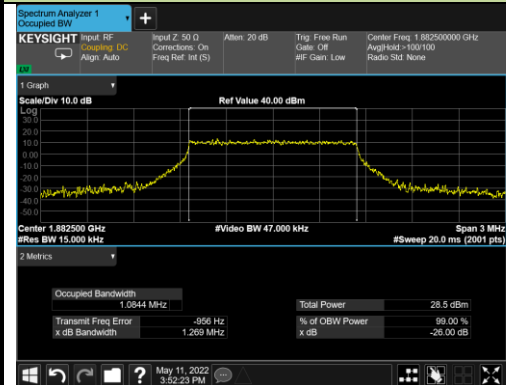 Spectrum Analyzer 1
Occupied BW
KEYSIGHT
Input: RF
Coupling: DC
Align: Auto
Input Z: 50 Ω
Corrections: On
Freq Ref: Int (S)
Atten: 20 dB
Trig: Free Run
Gate: Off
#IF Gain: Low
Center Freq: 1.882500000 GHz
Avg|Hold:>100/100
Radio Std: None
1 Graph
Scale/Div 10.0 dB
Ref Value 40.00 dBm
Log
30.0
20.0
10.0
0.00
-10.0
-20.0
-30.0
-40.0
-50.0
Center 1.882500 GHz
#Video BW 47.000 kHz
Span 3 MHz
#Res BW 15.000 kHz
#Sweep 20.0 ms (2001 pts)
2 Metrics
Occupied Bandwidth
1.0844 MHz
Total Power 28.5 dBm
Transmit Freq Error -956 Hz
% of OBW Power 99.00 %
x dB Bandwidth 1.269 MHz
x dB -26.00 dB
?
May 11, 2022
3:52:23 PM